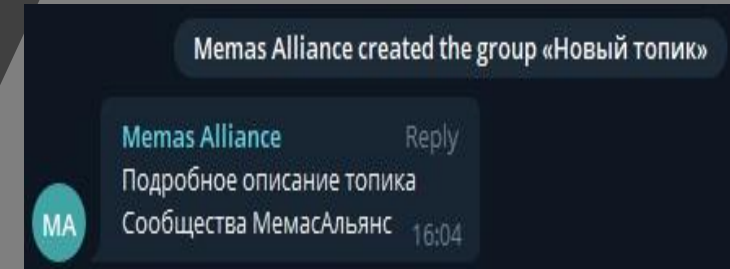 Memas Alliance created the group «Новый топик»
Memas Alliance Reply
Подробное описание топика
Сообщества МемасАльянс 16:04
MA